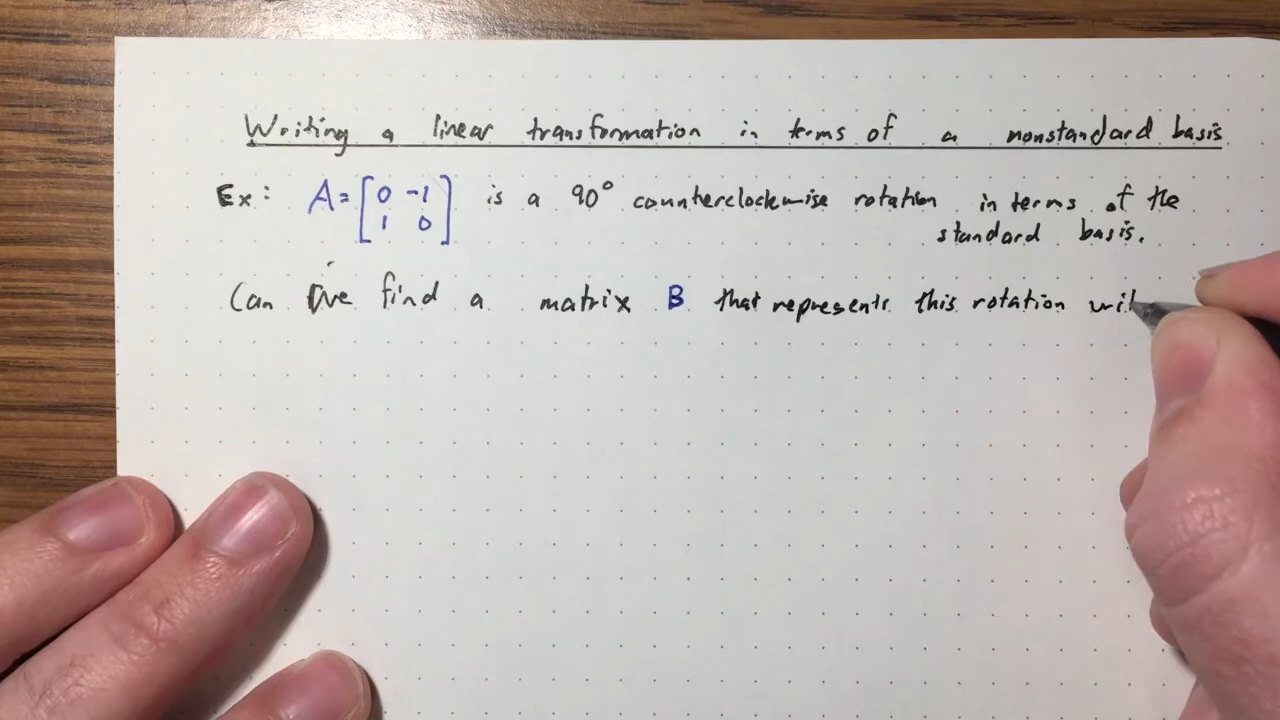 Writing a linear transformation in terms of a nonstandard basis
Ex: A = [0 -1] is a 90° counterclockwise rotation in terms of the
[1 0] standard basis.
Can we find a matrix B that represents this rotation